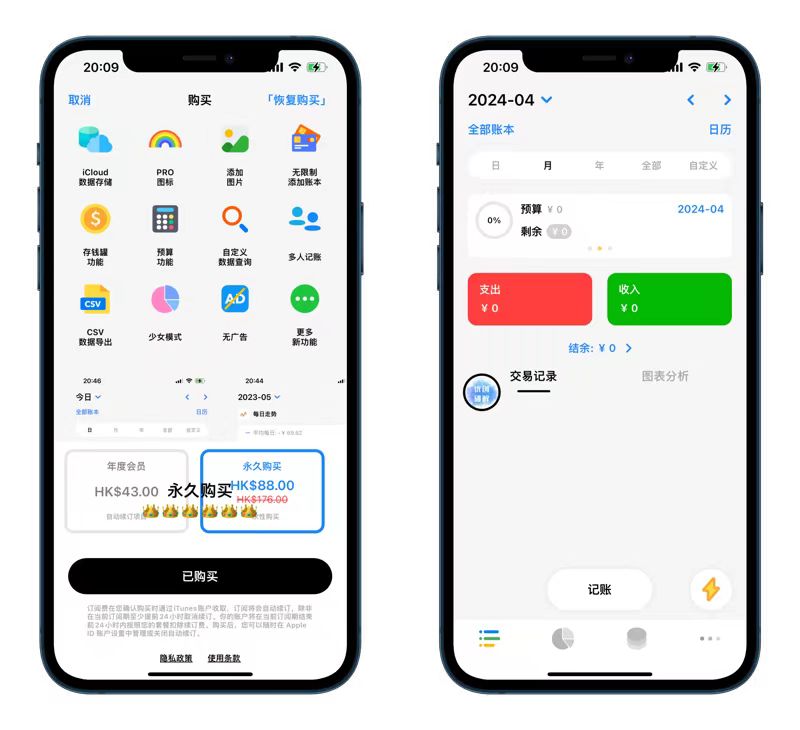 20:09
取消
购买
「恢复购买」
iCloud
数据存储
PRO
图标
添加
图片
无限制
添加账本
存钱罐
功能
预算
功能
自定义
数据查询
多人记账
CSV
CSV
数据导出
少女模式
AD
无广告
更多
新功能
20:46
今日
全部账本
日历
日 月 年 全部 自定义
20:44
2023-05
每日走势
年度会员
HK$43.00
自动续订项目
永久购买
HK$88.00
HK$176.00
性购买
永久购买
已购买
订阅费在您确认购买时通过iTunes账户收取，订阅将会自动续订，除非
在当前订阅期至少提前24小时取消续订。你的账户将在当前订阅期结束
前24小时内按照您的套餐扣除续订费。购买后，您可以随时在 Apple
ID 账户设置中管理或关闭自动续订。
隐私政策 使用条款
20:09
2024-04
全部账本
日历
日 月 年 全部 自定义
0%
预算 ¥ 0
2024-04
剩余 ¥ 0
支出
¥ 0
收入
¥ 0
结余: ¥ 0
交易记录
图表分析
记账